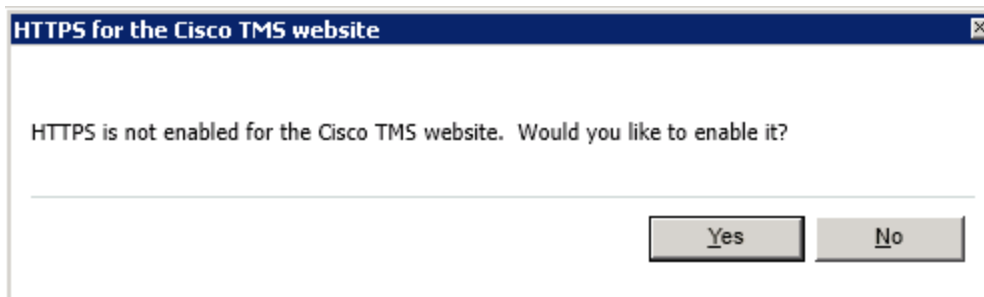 HTTPS for the Cisco TMS website
HTTPS is not enabled for the Cisco TMS website.  Would you like to enable it?
Yes
No